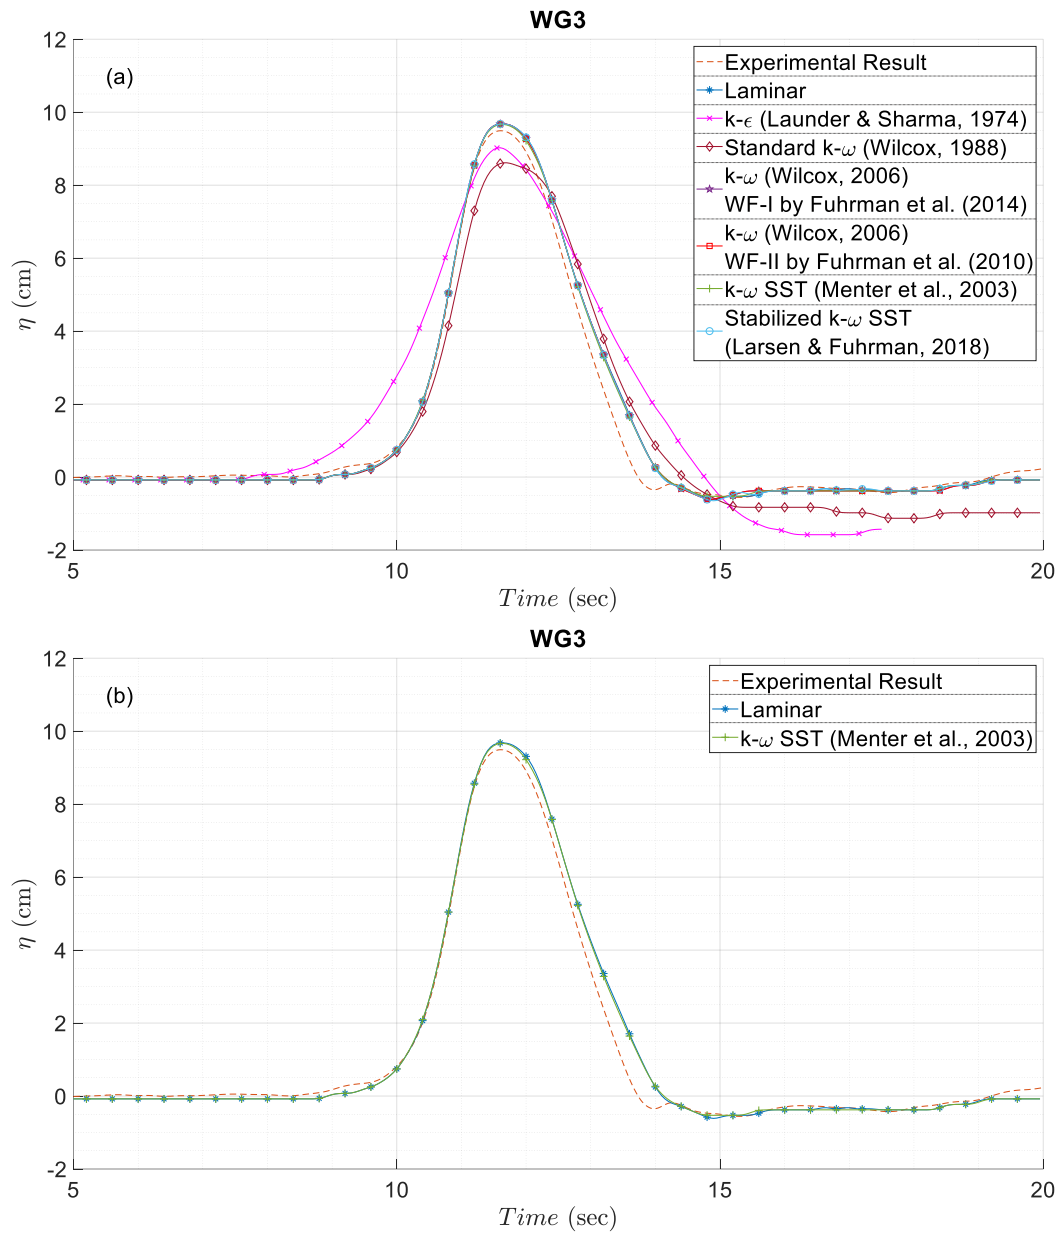 WG3
(a)
12
10
8
6
4
2
0
-2
η (cm)
5
10
15
20
Time (sec)
Experimental Result
Laminar
k-ϵ (Launder & Sharma, 1974)
Standard k-ω (Wilcox, 1988)
k-ω (Wilcox, 2006)
WF-I by Fuhrman et al. (2014)
k-ω (Wilcox, 2006)
WF-II by Fuhrman et al. (2010)
k-ω SST (Menter et al., 2003)
Stabilized k-ω SST
(Larsen & Fuhrman, 2018)
WG3
(b)
12
10
8
6
4
2
0
-2
η (cm)
5
10
15
20
Time (sec)
Experimental Result
Laminar
k-ω SST (Menter et al., 2003)